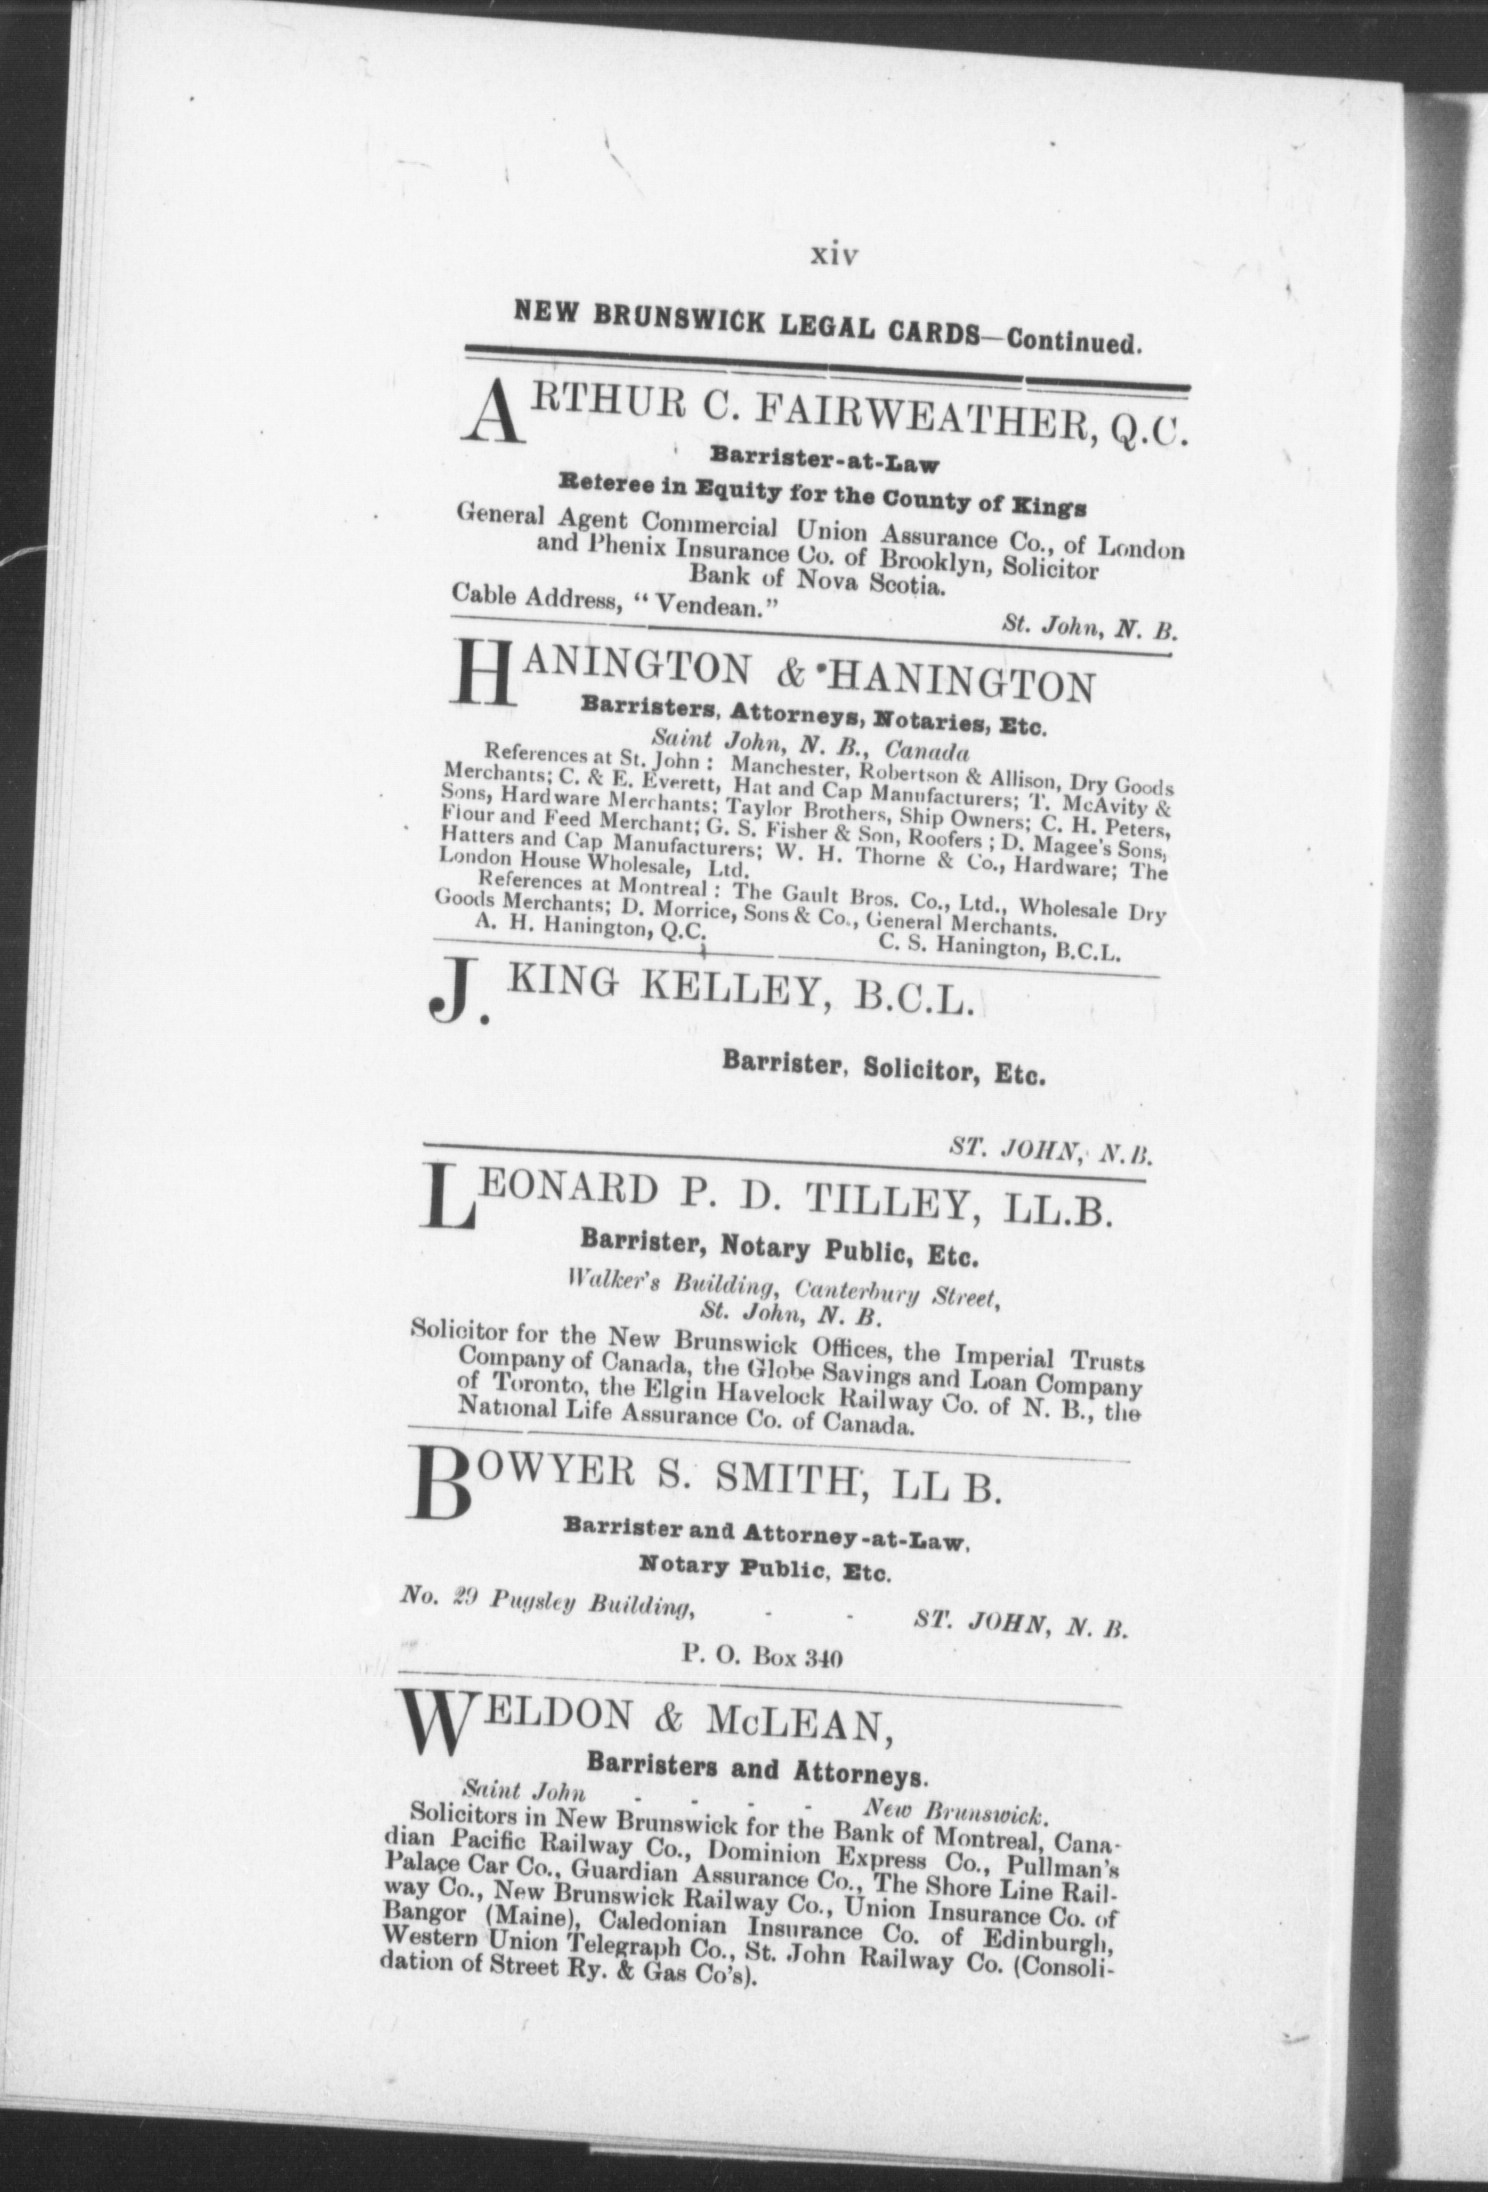 xiv
NEW BRUNSWICK LEGAL CARDS—Continued.
ARTHUR C. FAIRWEATHER, Q.C.
Barrister-at-Law
Referee in Equity for the County of Kings
General Agent Commercial Union Assurance Co., of London
and Phenix Insurance Co. of Brooklyn, Solicitor
Bank of Nova Scotia.
Cable Address, "Vendean."
St. John, N. B.
HANINGTON & HANINGTON
Barristers, Attorneys, Notaries, Etc.
Saint John, N. B., Canada
References at St. John: Manchester, Robertson & Allison, Dry Goods
Merchants; C. & E. Everett, Hat and Cap Manufacturers; T. McAvity &
Sons, Hardware Merchants; Taylor Brothers, Ship Owners; C. H. Peters,
Flour and Feed Merchant; G. S. Fisher & Son, Roofers; D. Magee's Sons,
Hatters and Cap Manufacturers; W. H. Thorne & Co., Hardware; The
London House Wholesale, Ltd.
References at Montreal: The Gault Bros. Co., Ltd., Wholesale Dry
Goods Merchants; D. Morrice, Sons & Co., General Merchants.
A. H. Hanington, Q.C. C. S. Hanington, B.C.L.
J. KING KELLEY, B.C.L.
Barrister, Solicitor, Etc.
ST. JOHN, N.B.
LEONARD P. D. TILLEY, LL.B.
Barrister, Notary Public, Etc.
Walker's Building, Canterbury Street,
St. John, N. B.
Solicitor for the New Brunswick Offices, the Imperial Trusts
Company of Canada, the Globe Savings and Loan Company
of Toronto, the Elgin Havelock Railway Co. of N. B., the
National Life Assurance Co. of Canada.
BOWYER S. SMITH, LL B.
Barrister and Attorney-at-Law,
Notary Public, Etc.
No. 29 Pugsley Building, - - ST. JOHN, N. B.
P. O. Box 340
WELDON & McLEAN,
Barristers and Attorneys.
Saint John - - - - New Brunswick.
Solicitors in New Brunswick for the Bank of Montreal, Cana-
dian Pacific Railway Co., Dominion Express Co., Pullman's
Palace Car Co., Guardian Assurance Co., The Shore Line Rail-
way Co., New Brunswick Railway Co., Union Insurance Co. of
Bangor (Maine), Caledonian Insurance Co. of Edinburgh,
Western Union Telegraph Co., St. John Railway Co. (Consoli-
dation of Street Ry. & Gas Co's).